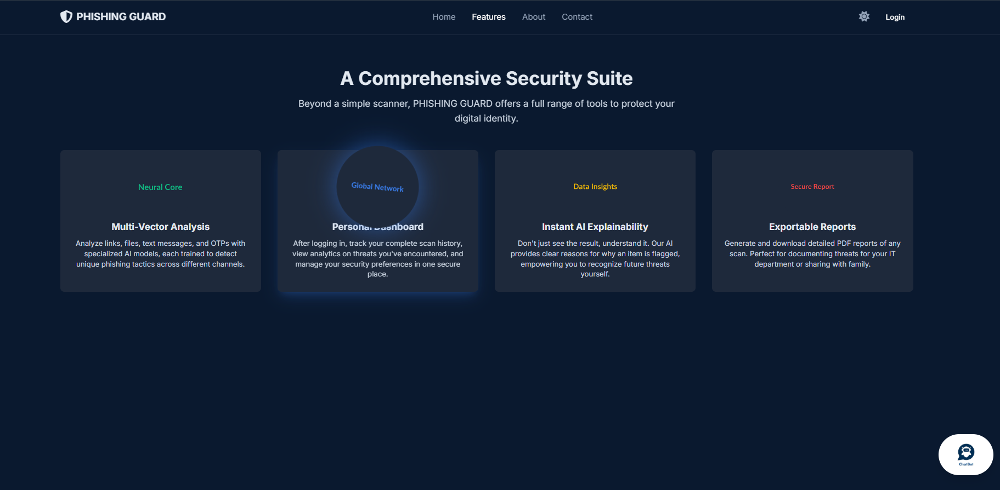 PHISHING GUARD
Home
Features
About
Contact
Login
A Comprehensive Security Suite
Beyond a simple scanner, PHISHING GUARD offers a full range of tools to protect your
digital identity.
Neural Core
Multi-Vector Analysis
Analyze links, files, text messages, and OTPs with
specialized AI models, each trained to detect
unique phishing tactics across different channels.
Global Network
Personal Dashboard
After logging in, track your complete scan history,
view analytics on threats you've encountered, and
manage your security preferences in one secure
place.
Data Insights
Instant AI Explainability
Don't just see the result, understand it. Our AI
provides clear reasons for why an item is flagged,
empowering you to recognize future threats
yourself.
Secure Report
Exportable Reports
Generate and download detailed PDF reports of any
scan. Perfect for documenting threats for your IT
department or sharing with family.
ChatBot